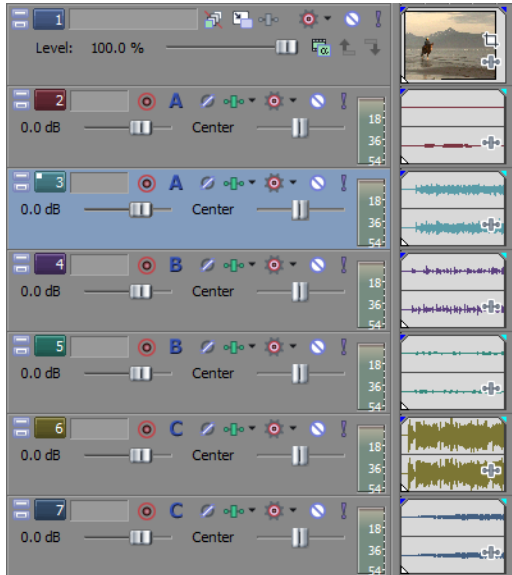 1
Level: 100.0 %
2 A
0.0 dB Center 18
36
54
3 A
0.0 dB Center 18
36
54
4 B
0.0 dB Center 18
36
54
5 B
0.0 dB Center 18
36
54
6 C
0.0 dB Center 18
36
54
7 C
0.0 dB Center 18
36
54